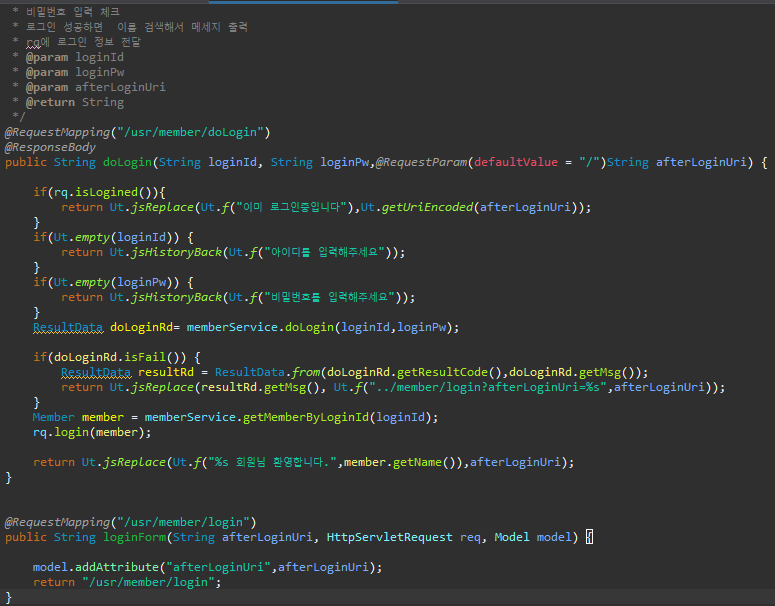 * 비밀번호 입력 체크
* 로그인 성공하면  이름 검색해서 메세지 출력
* rq에 로그인 정보 전달
* @param loginId
* @param loginPw
* @param afterLoginUri
* @return String
*/
@RequestMapping("/usr/member/doLogin")
@ResponseBody
public String doLogin(String loginId, String loginPw,@RequestParam(defaultValue = "/")String afterLoginUri) {
if(rq.isLogined()){
return Ut.jsReplace(Ut.f("이미 로그인중입니다"),Ut.getUriEncoded(afterLoginUri));
}
if(Ut.empty(loginId)) {
return Ut.jsHistoryBack(Ut.f("아이디를 입력해주세요"));
}
if(Ut.empty(loginPw)) {
return Ut.jsHistoryBack(Ut.f("비밀번호를 입력해주세요"));
}
ResultData doLoginRd= memberService.doLogin(loginId,loginPw);
if(doLoginRd.isFail()) {
ResultData resultRd = ResultData.from(doLoginRd.getResultCode(),doLoginRd.getMsg());
return Ut.jsReplace(resultRd.getMsg(), Ut.f("../member/login?afterLoginUri=%s",afterLoginUri));
}
Member member = memberService.getMemberByLoginId(loginId);
rq.login(member);
return Ut.jsReplace(Ut.f("%s 회원님 환영합니다.",member.getName()),afterLoginUri);
}
@RequestMapping("/usr/member/login")
public String loginForm(String afterLoginUri, HttpServletRequest req, Model model) {
model.addAttribute("afterLoginUri",afterLoginUri);
return "/usr/member/login";
}